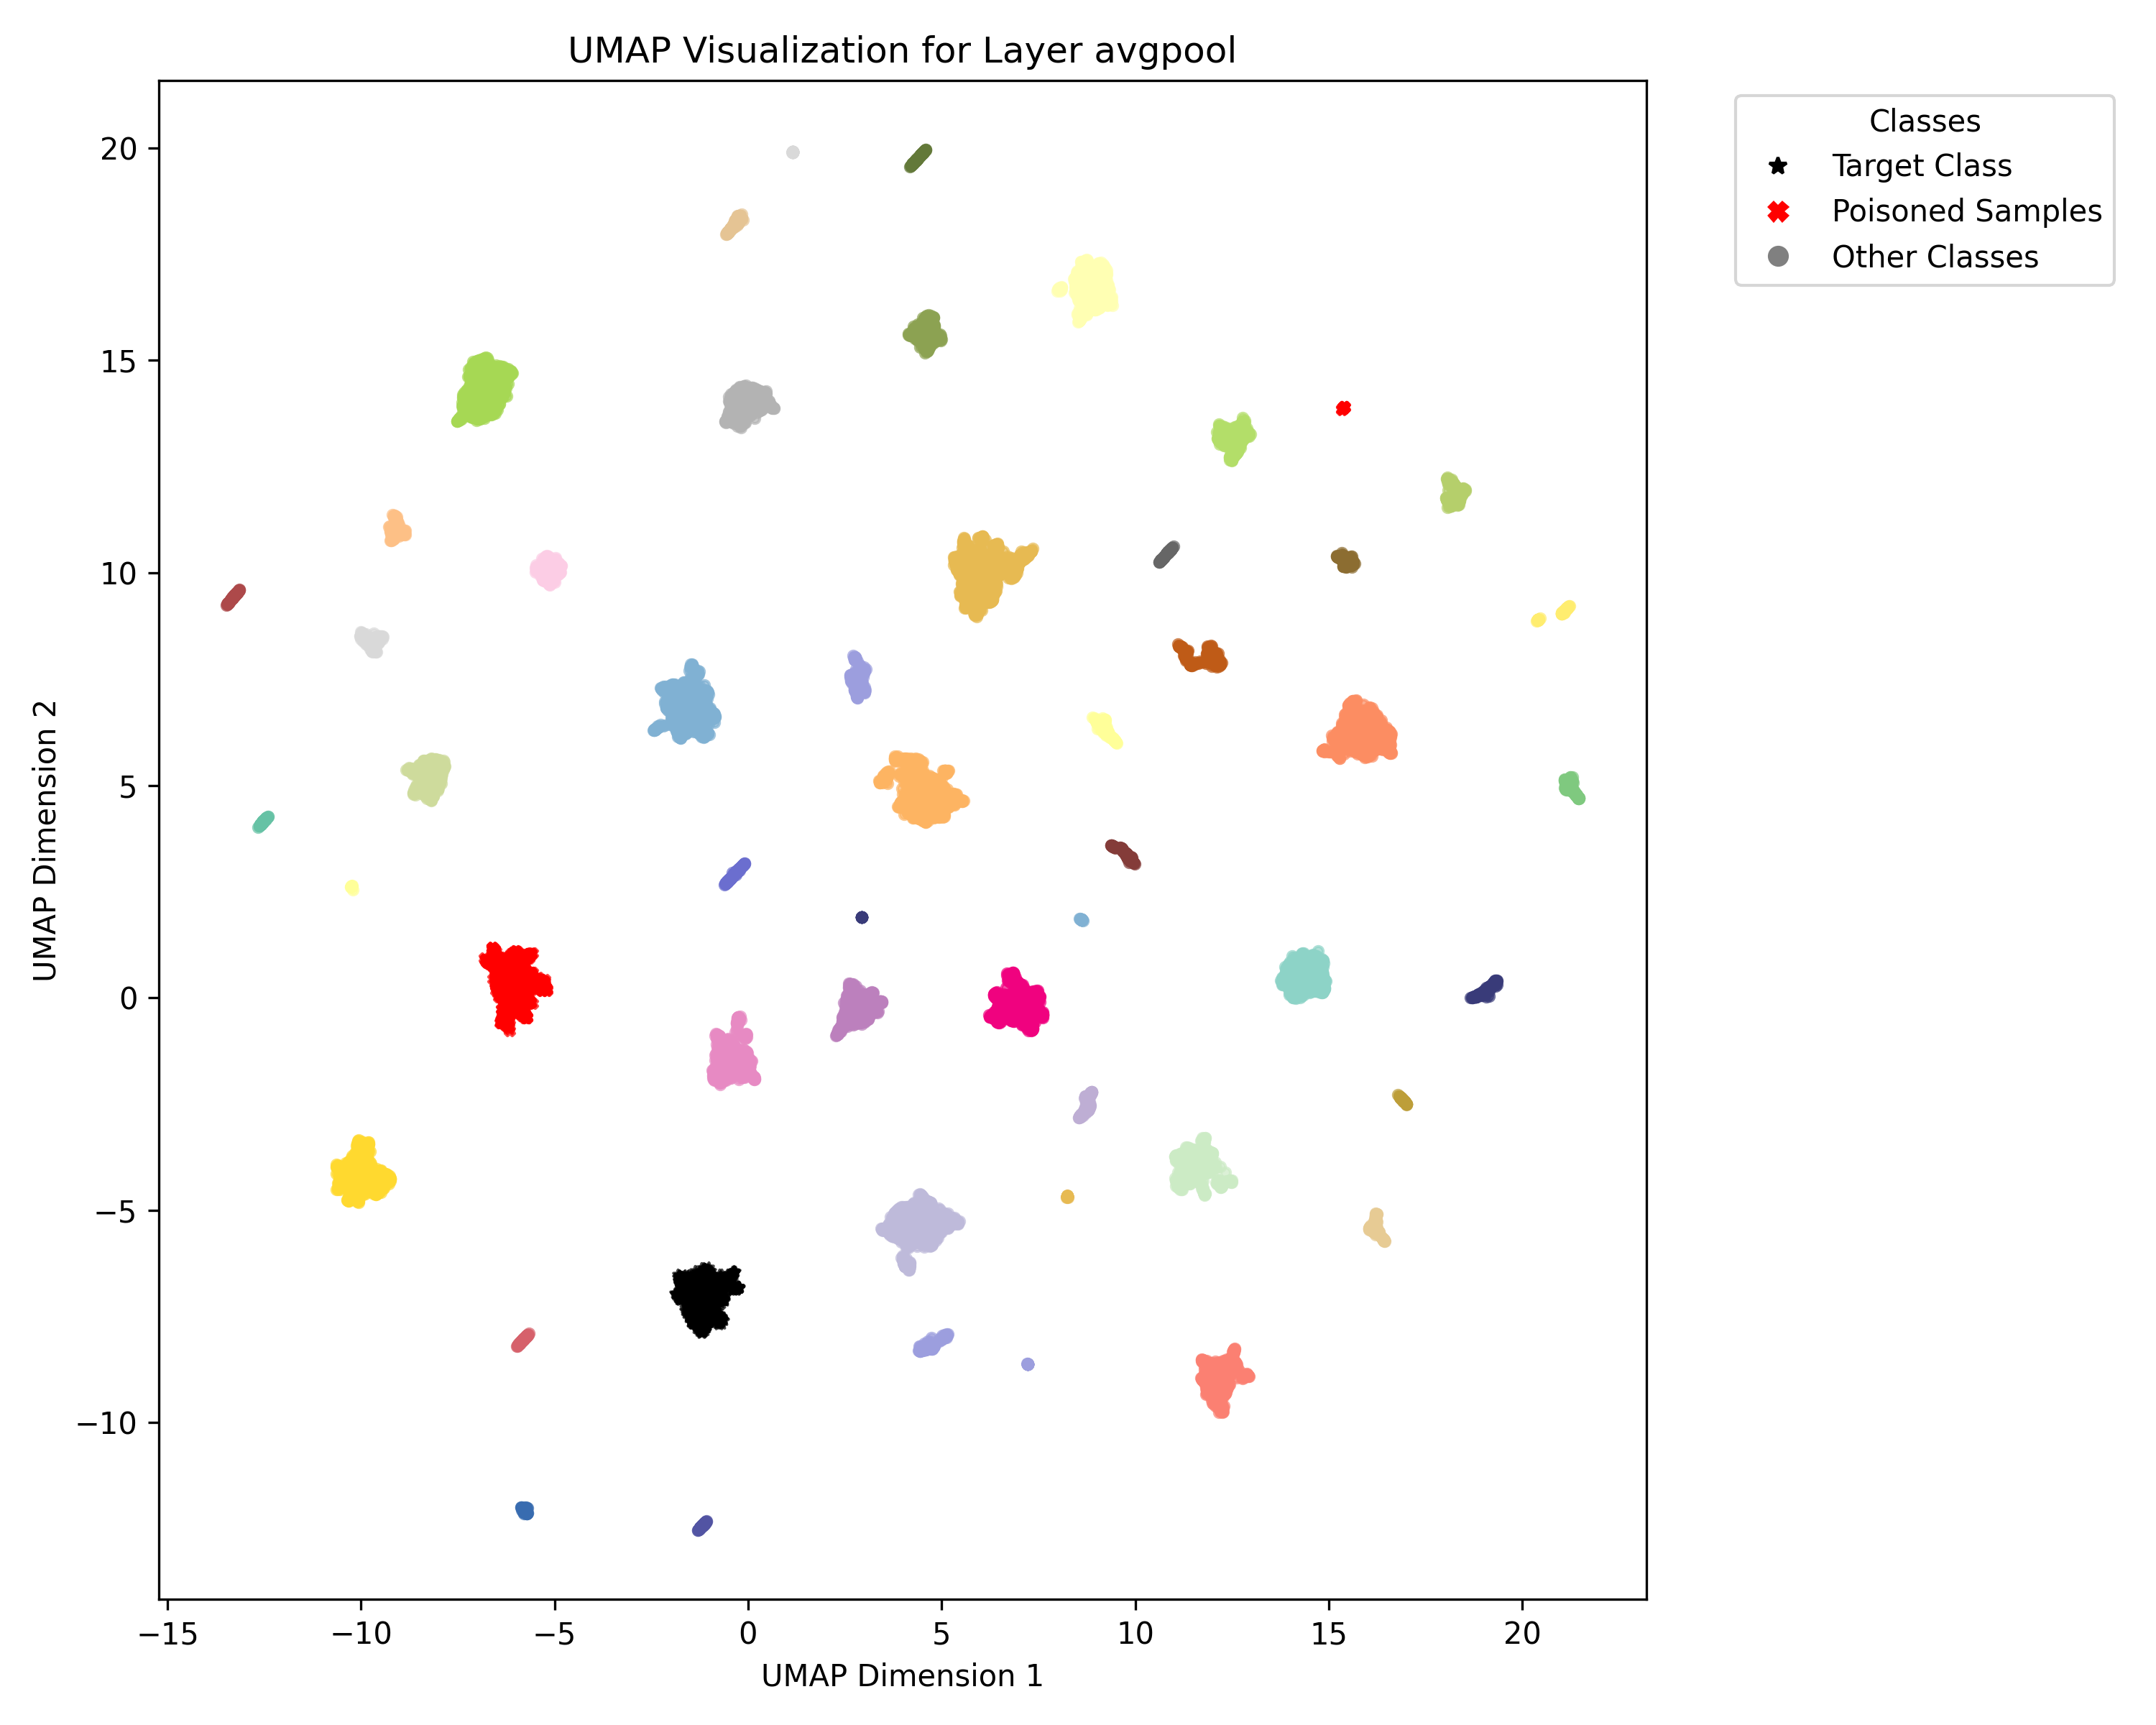 UMAP Visualization for Layer avgpool
Classes
Target Class
Poisoned Samples
Other Classes
UMAP Dimension 2
20
15
10
5
0
−5
−10
−15
−10
−5
0
5
10
15
20
UMAP Dimension 1